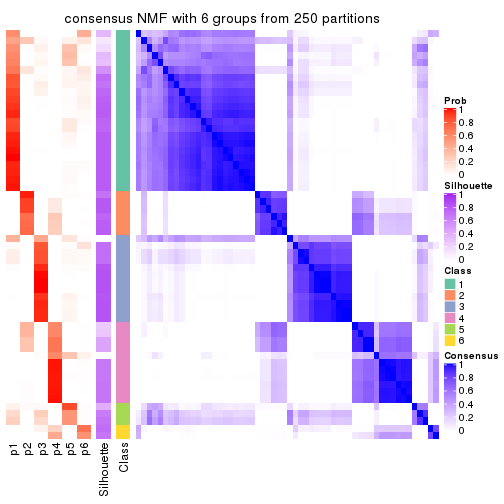 consensus NMF with 6 groups from 250 partitions
Prob
1
0.8
0.6
0.4
0.2
0
Silhouette
1
0.8
0.6
0.4
0.2
0
Class
1
2
3
4
5
6
Consensus
1
0.8
0.6
0.4
0.2
0
p1
p2
p3
p4
p5
p6
Silhouette
Class